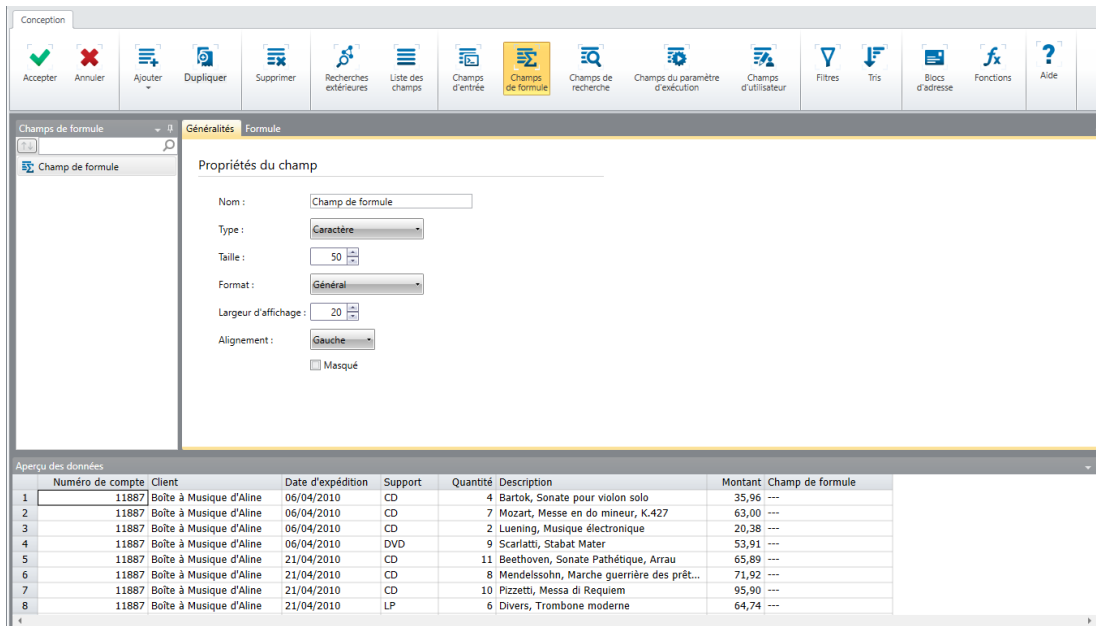 Conception
Accepter Annuler Ajouter Dupliquer Supprimer Recherches extérieures Liste des champs Champs d'entrée Champs de formule Champs de recherche Champs du paramètre d'exécution Champs d'utilisateur Filtres Tris Blocs d'adresse Fonctions Aide
Champs de formule
Généralités Formule
Champ de formule
Propriétés du champ
Nom : Champ de formule
Type : Caractère
Taille : 50
Format : Général
Largeur d'affichage : 20
Alignement : Gauche
Masqué
Aperçu des données
Numéro de compte Client Date d'expédition Support Quantité Description Montant Champ de formule
1 11887 Boîte à Musique d'Aline 06/04/2010 CD 4 Bartok, Sonate pour violon solo 35,96 ---
2 11887 Boîte à Musique d'Aline 06/04/2010 CD 7 Mozart, Messe en do mineur, K.427 63,00 ---
3 11887 Boîte à Musique d'Aline 06/04/2010 CD 2 Luening, Musique électronique 20,38 ---
4 11887 Boîte à Musique d'Aline 06/04/2010 DVD 9 Scarlatti, Stabat Mater 53,91 ---
5 11887 Boîte à Musique d'Aline 21/04/2010 CD 11 Beethoven, Sonate Pathétique, Arrau 65,89 ---
6 11887 Boîte à Musique d'Aline 21/04/2010 CD 8 Mendelssohn, Marche guerrière des prêt... 71,92 ---
7 11887 Boîte à Musique d'Aline 21/04/2010 CD 10 Pizzetti, Messa di Requiem 95,90 ---
8 11887 Boîte à Musique d'Aline 21/04/2010 LP 6 Divers, Trombone moderne 64,74 ---